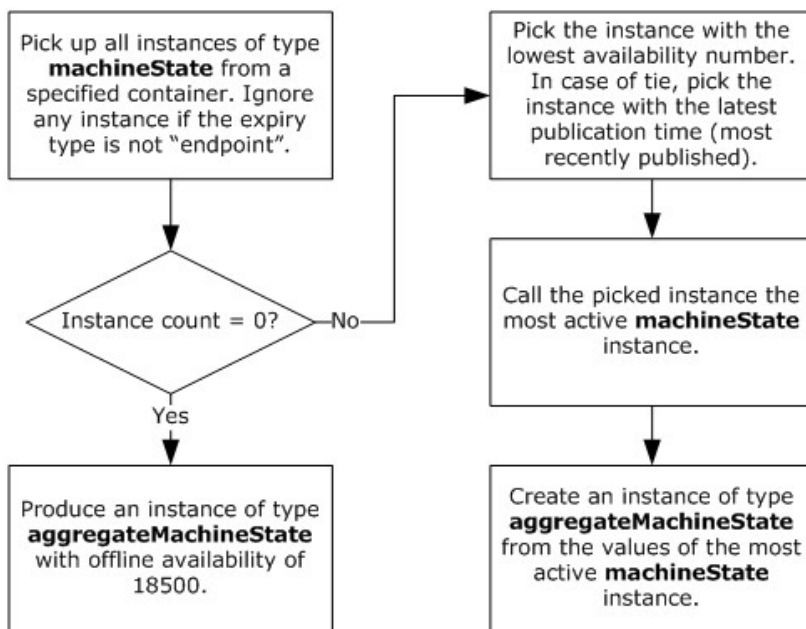 Pick up all instances of type
machineState from a
specified container. Ignore
any instance if the expiry
type is not “endpoint”.
Instance count = 0?
No
Yes
Produce an instance of type
aggregateMachineState
with offline availability of
18500.
Pick the instance with the
lowest availability number.
In case of tie, pick the
instance with the latest
publication time (most
recently published).
Call the picked instance the
most active machineState
instance.
Create an instance of type
aggregateMachineState
from the values of the most
active machineState
instance.